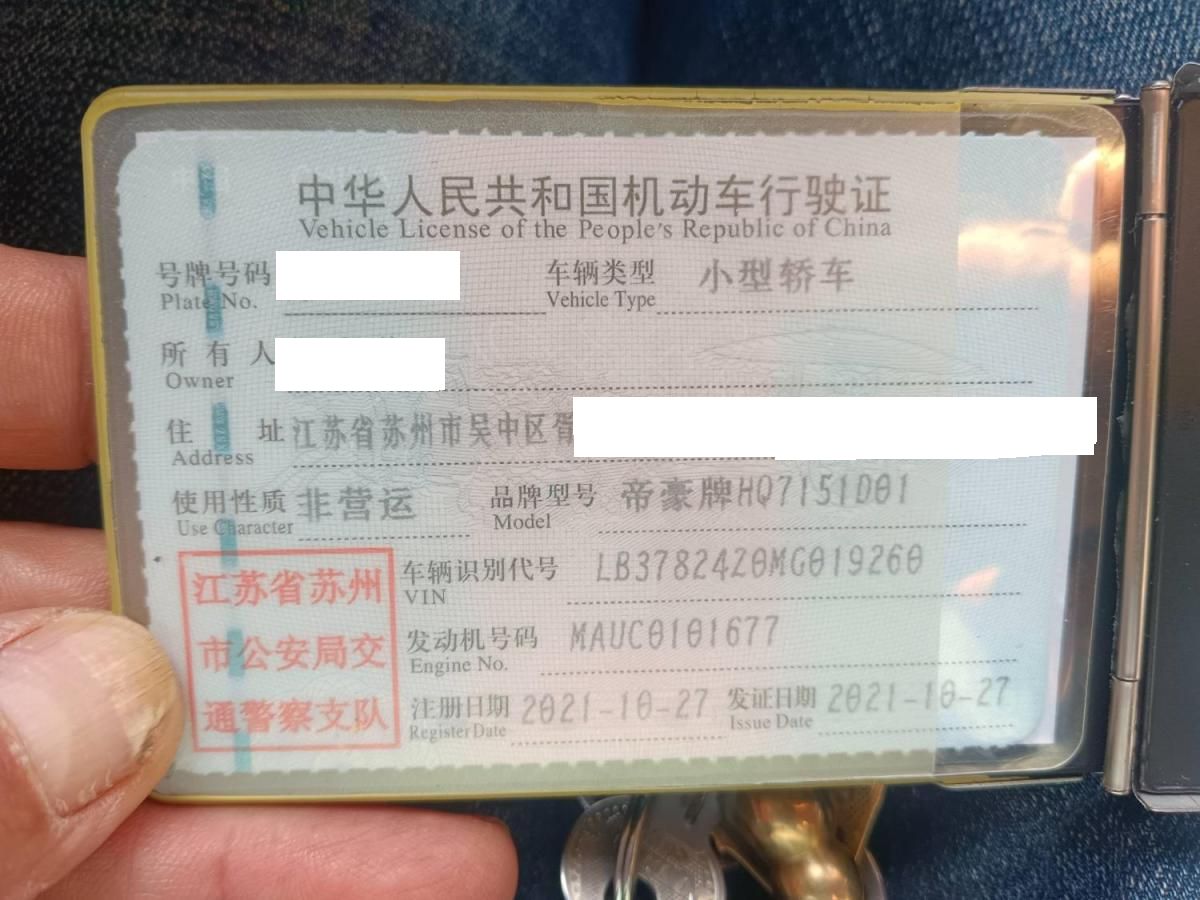 中华人民共和国机动车行驶证
Vehicle License of the People's Republic of China
号牌号码 车辆类型 小型轿车
Plate No. Vehicle Type
所有人
Owner
住址 江苏省苏州市吴中区胥
Address
使用性质 非营运 品牌型号 帝豪牌HQ7151D01
Use Character Model
江苏省苏州
市公安局交
通警察支队
车辆识别代号 LB3782420MG019260
VIN
发动机号码 MAUC0101677
Engine No.
注册日期 2021-10-27 发证日期 2021-10-27
Register Date Issue Date